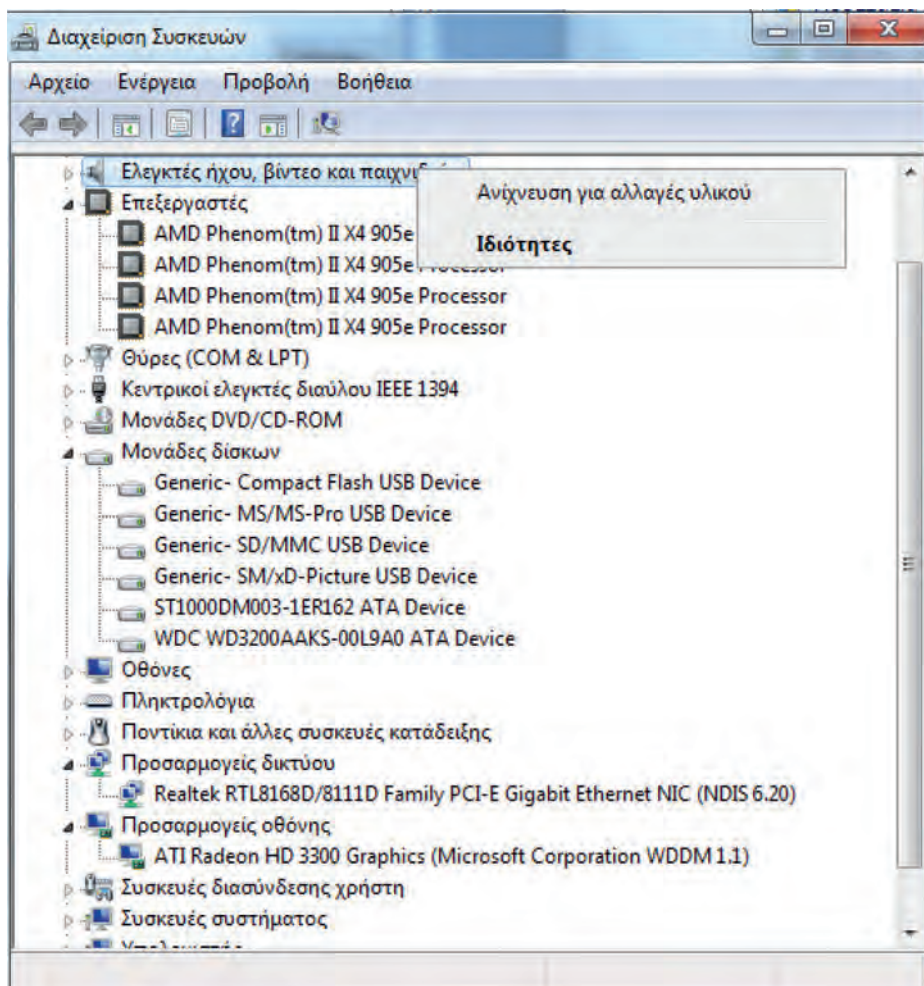 Διαχείριση Συσκευών
Αρχείο Ενέργεια Προβολή Βοήθεια
Ελεγκτές ήχου, βίντεο και
Ανίχνευση για αλλαγές υλικού
Ιδιότητες
Επεξεργαστές
AMD Phenom(tm) II X4 905e
AMD Phenom(tm) II X4 905e Processor
AMD Phenom(tm) II X4 905e Processor
AMD Phenom(tm) II X4 905e Processor
Θύρες (COM & LPT)
Κεντρικοί ελεγκτές διαύλου IEEE 1394
Μονάδες DVD/CD-ROM
Μονάδες δίσκων
Generic- Compact Flash USB Device
Generic- MS/MS-Pro USB Device
Generic- SD/MMC USB Device
Generic- SM/xD-Picture USB Device
ST1000DM003-1ER162 ATA Device
WDC WD3200AAKS-00L9A0 ATA Device
Οθόνες
Πληκτρολόγια
Ποντίκια και άλλες συσκευές κατάδειξης
Προσαρμογείς δικτύου
Realtek RTL8168D/8111D Family PCI-E Gigabit Ethernet NIC (NDIS 6.20)
Προσαρμογείς οθόνης
ATI Radeon HD 3300 Graphics (Microsoft Corporation WDDM 1.1)
Συσκευές διασύνδεσης χρήστη
Συσκευές συστήματος